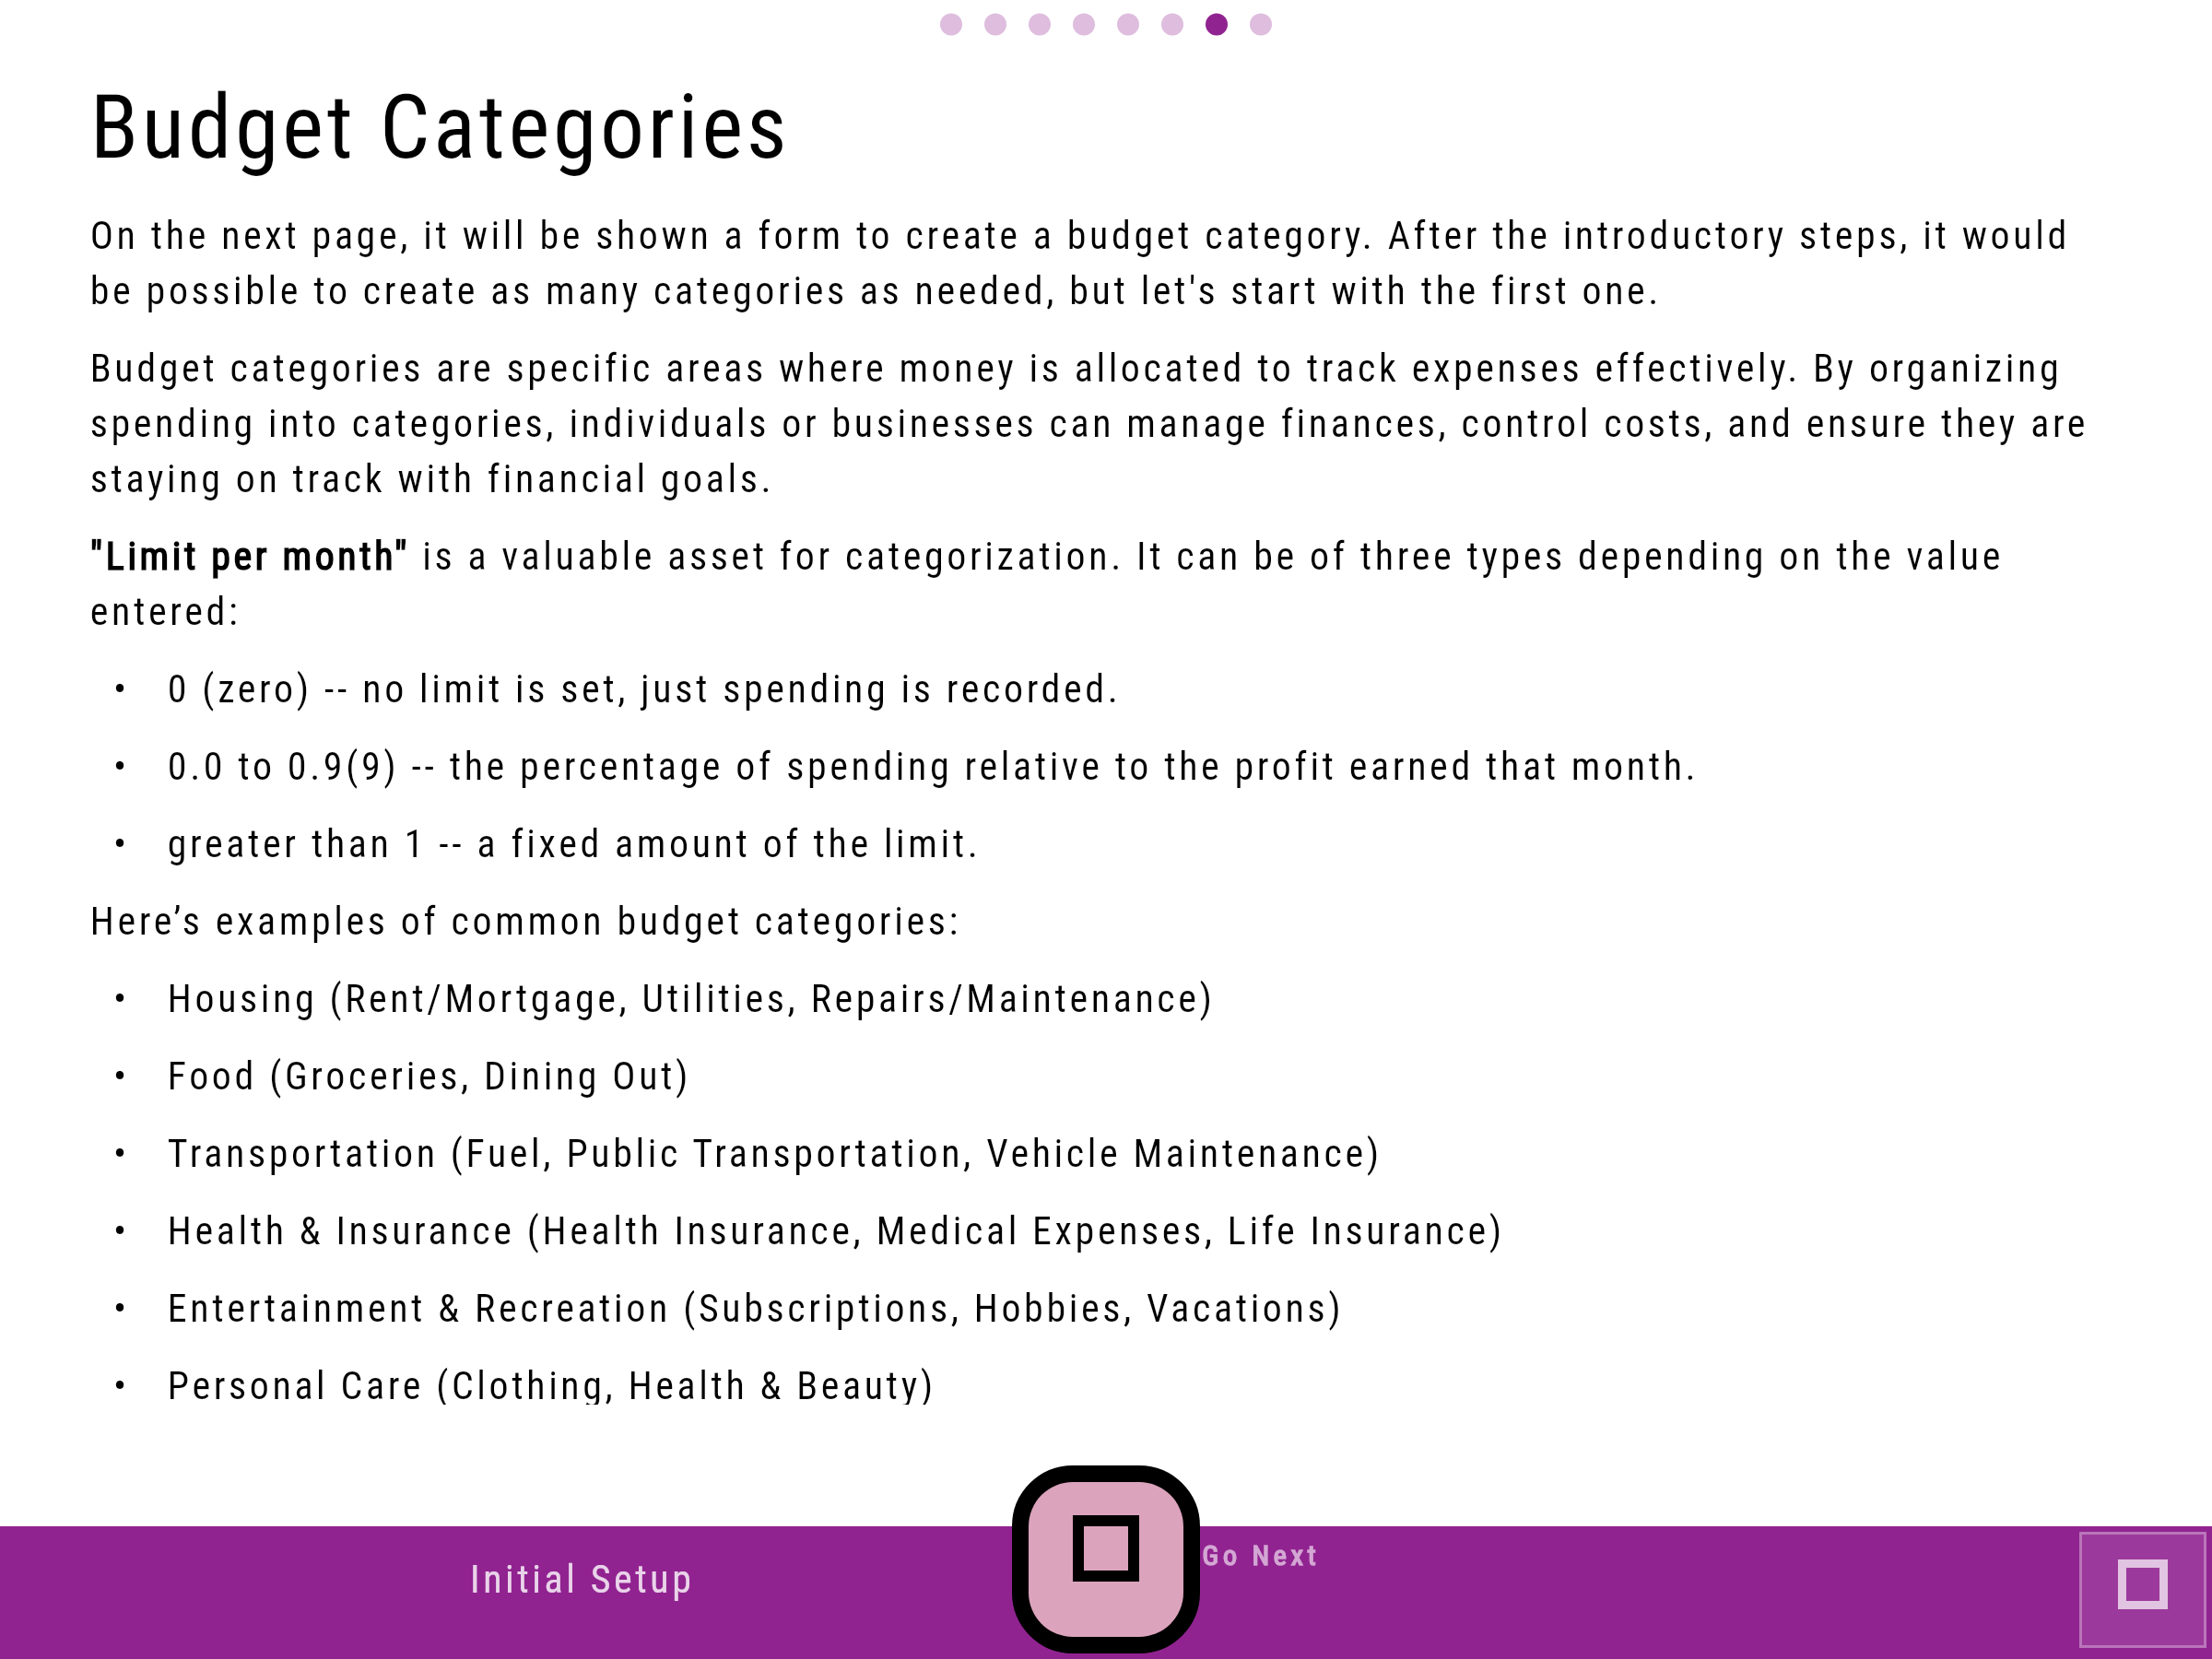 Budget Categories
On the next page, it will be shown a form to create a budget category. After the introductory steps, it would
be possible to create as many categories as needed, but let's start with the first one.
Budget categories are specific areas where money is allocated to track expenses effectively. By organizing
spending into categories, individuals or businesses can manage finances, control costs, and ensure they are
staying on track with financial goals.
"Limit per month" is a valuable asset for categorization. It can be of three types depending on the value
entered:
• 0 (zero) -- no limit is set, just spending is recorded.
• 0.0 to 0.9(9) -- the percentage of spending relative to the profit earned that month.
• greater than 1 -- a fixed amount of the limit.
Here’s examples of common budget categories:
• Housing (Rent/Mortgage, Utilities, Repairs/Maintenance)
• Food (Groceries, Dining Out)
• Transportation (Fuel, Public Transportation, Vehicle Maintenance)
• Health & Insurance (Health Insurance, Medical Expenses, Life Insurance)
• Entertainment & Recreation (Subscriptions, Hobbies, Vacations)
• Personal Care (Clothing, Health & Beauty)
Initial Setup
Go Next